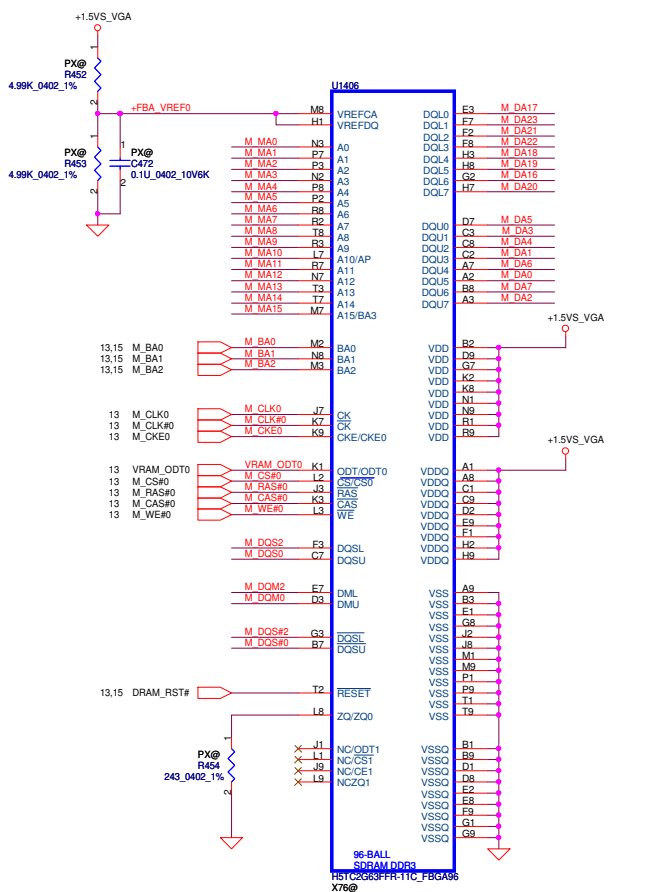 +1.5VS_VGA
1
PX@
R452
4.99K_0402_1%
2
+FBA_VREF0
1
PX@
R453
4.99K_0402_1%
2
1
PX@
C472
0.1U_0402_10V6K
2
U1406
M8 VREFCA
H1 VREFDQ
M_MA0 N3 A0
M_MA1 P7 A1
M_MA2 P3 A2
M_MA3 N2 A3
M_MA4 P8 A4
M_MA5 P2 A5
M_MA6 R8 A6
M_MA7 R2 A7
M_MA8 T8 A8
M_MA9 R3 A9
M_MA10 L7 A10/AP
M_MA11 R7 A11
M_MA12 N7 A12
M_MA13 T3 A13
M_MA14 T7 A14
M_MA15 M7 A15/BA3
13,15 M_BA0 M_BA0 M2 BA0
13,15 M_BA1 M_BA1 N8 BA1
13,15 M_BA2 M_BA2 M3 BA2
13 M_CLK0 M_CLK0 J7 CK
13 M_CLK#0 M_CLK#0 K7 CK
13 M_CKE0 M_CKE0 K9 CKE/CKE0
13 VRAM_ODT0 VRAM_ODT0 K1 ODT/ODT0
13 M_CS#0 M_CS#0 L2 CS/CS0
13 M_RAS#0 M_RAS#0 J3 RAS
13 M_CAS#0 M_CAS#0 K3 CAS
13 M_WE#0 M_WE#0 L3 WE
M_DQS2 F3 DQSL
M_DQS0 C7 DQSU
M_DQM2 E7 DML
M_DQM0 D3 DMU
M_DQS#2 G3 DQSL
M_DQS#0 B7 DQSU
13,15 DRAM_RST# T2 RESET
L8 ZQ/ZQ0
1
PX@
R454
243_0402_1%
2
J1 NC/ODT1
L1 NC/CS1
J9 NC/CE1
L9 NCZQ1
DQL0 E3 M_DA17
DQL1 F7 M_DA23
DQL2 F2 M_DA21
DQL3 F8 M_DA22
DQL4 H3 M_DA18
DQL5 H8 M_DA19
DQL6 G2 M_DA16
DQL7 H7 M_DA20
DQU0 D7 M_DA5
DQU1 C3 M_DA3
DQU2 C8 M_DA4
DQU3 C2 M_DA1
DQU4 A7 M_DA6
DQU5 A2 M_DA0
DQU6 B8 M_DA7
DQU7 A3 M_DA2
+1.5VS_VGA
VDD B2
VDD D9
VDD G7
VDD K2
VDD K8
VDD N1
VDD N9
VDD R1
VDD R9
+1.5VS_VGA
VDDQ A1
VDDQ A8
VDDQ C1
VDDQ C9
VDDQ D2
VDDQ E9
VDDQ F1
VDDQ H2
VDDQ H9
VSS A9
VSS B3
VSS E1
VSS G8
VSS J2
VSS J8
VSS M1
VSS M9
VSS P1
VSS P9
VSS T1
VSS T9
VSSQ B1
VSSQ B9
VSSQ D1
VSSQ D8
VSSQ E2
VSSQ E8
VSSQ F9
VSSQ G1
VSSQ G9
96-BALL
SDRAM DDR3
H5TC2G63FFR-11C_FBGA96
X76@